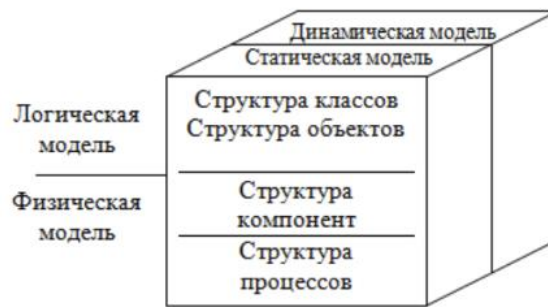 Динамическая модель
Статическая модель
Логическая
модель
Физическая
модель
Структура классов
Структура объектов
Структура
компонент
Структура
процессов